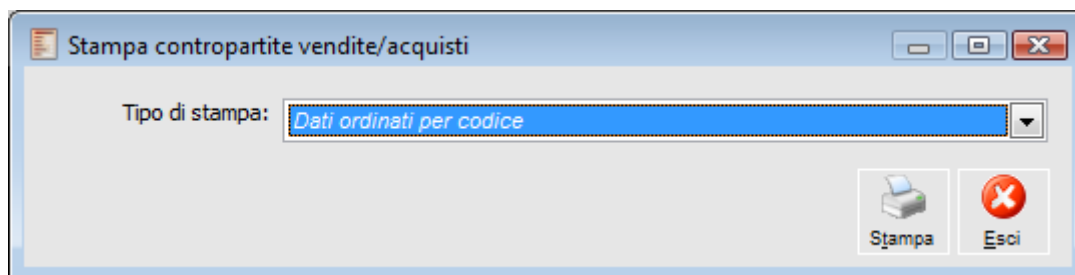 Stampa contropartite vendite/acquisti
Tipo di stampa: Dati ordinati per codice
Stampa Esci